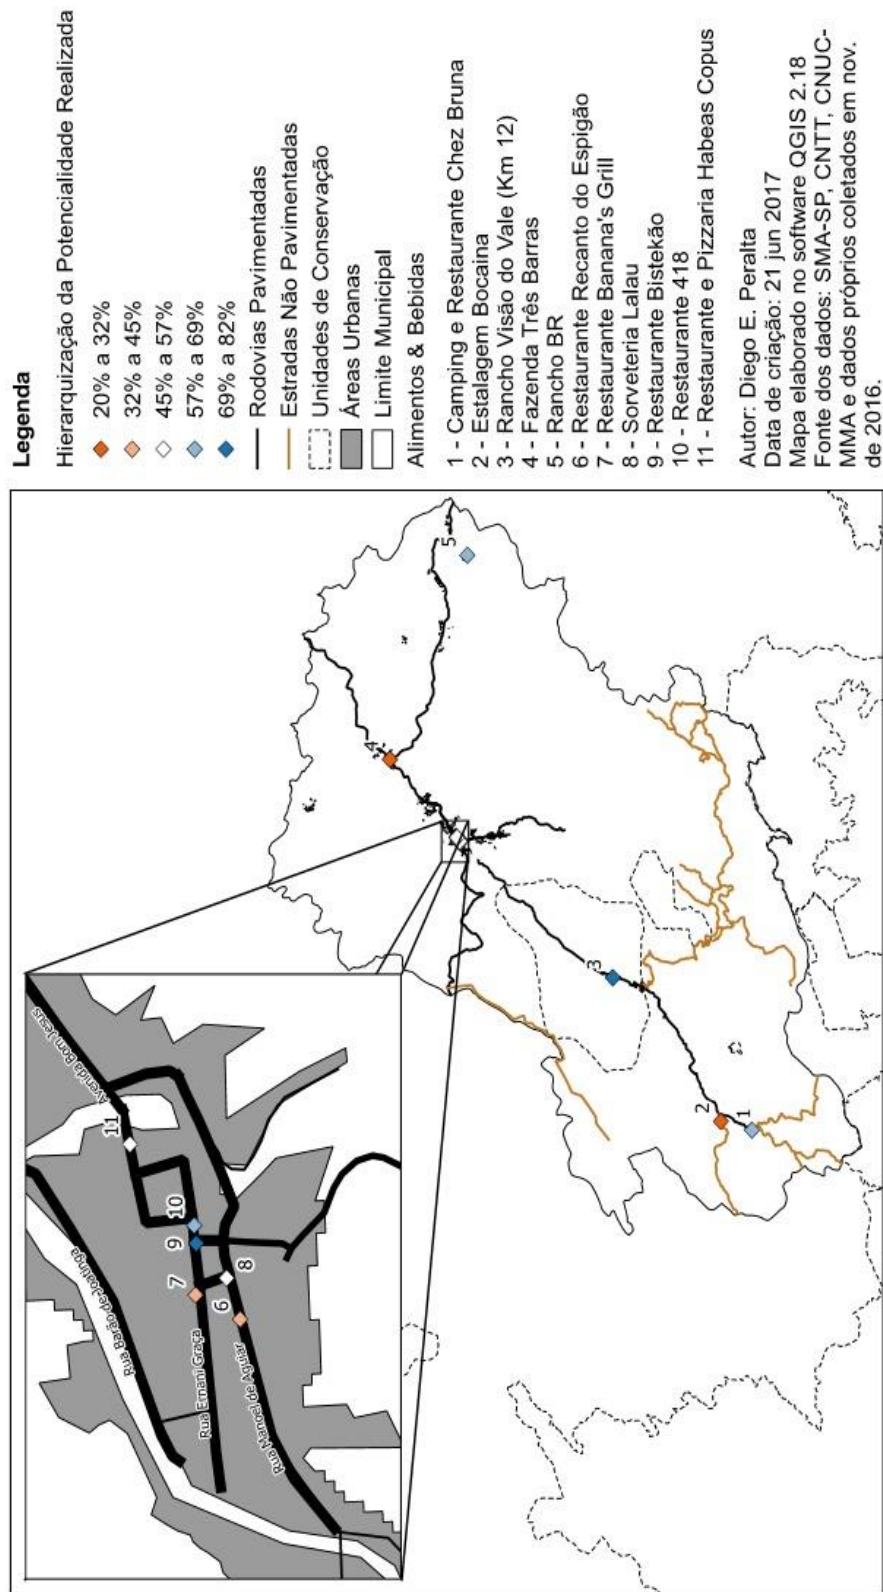 Legenda
Hierarquização da Potencialidade Realizada
20% a 32%
32% a 45%
45% a 57%
57% a 69%
69% a 82%
Rodovias Pavimentadas
Estradas Não Pavimentadas
Unidades de Conservação
Áreas Urbanas
Limite Municipal
Alimentos & Bebidas
1 - Camping e Restaurante Chez Bruna
2 - Estalagem Bocaina
3 - Rancho Visão do Vale (Km 12)
4 - Fazenda Três Barras
5 - Rancho BR
6 - Restaurante Recanto do Espigão
7 - Restaurante Banana's Grill
8 - Sorveteria Lalau
9 - Restaurante Bistekão
10 - Restaurante 418
11 - Restaurante e Pizzaria Habeas Copus
Autor: Diego E. Peralta
Data de criação: 21 jun 2017
Mapa elaborado no software QGIS 2.18
Fonte dos dados: SMA-SP, CNTT, CNUC-
MMA e dados próprios coletados em nov.
de 2016.
Avenida Bom Jesus
Rua Barão de Joatinga
Rua Ernani Graça
Rua Manoel de Aguiar
11
10
9
7
8
6
5
4
3
2
1